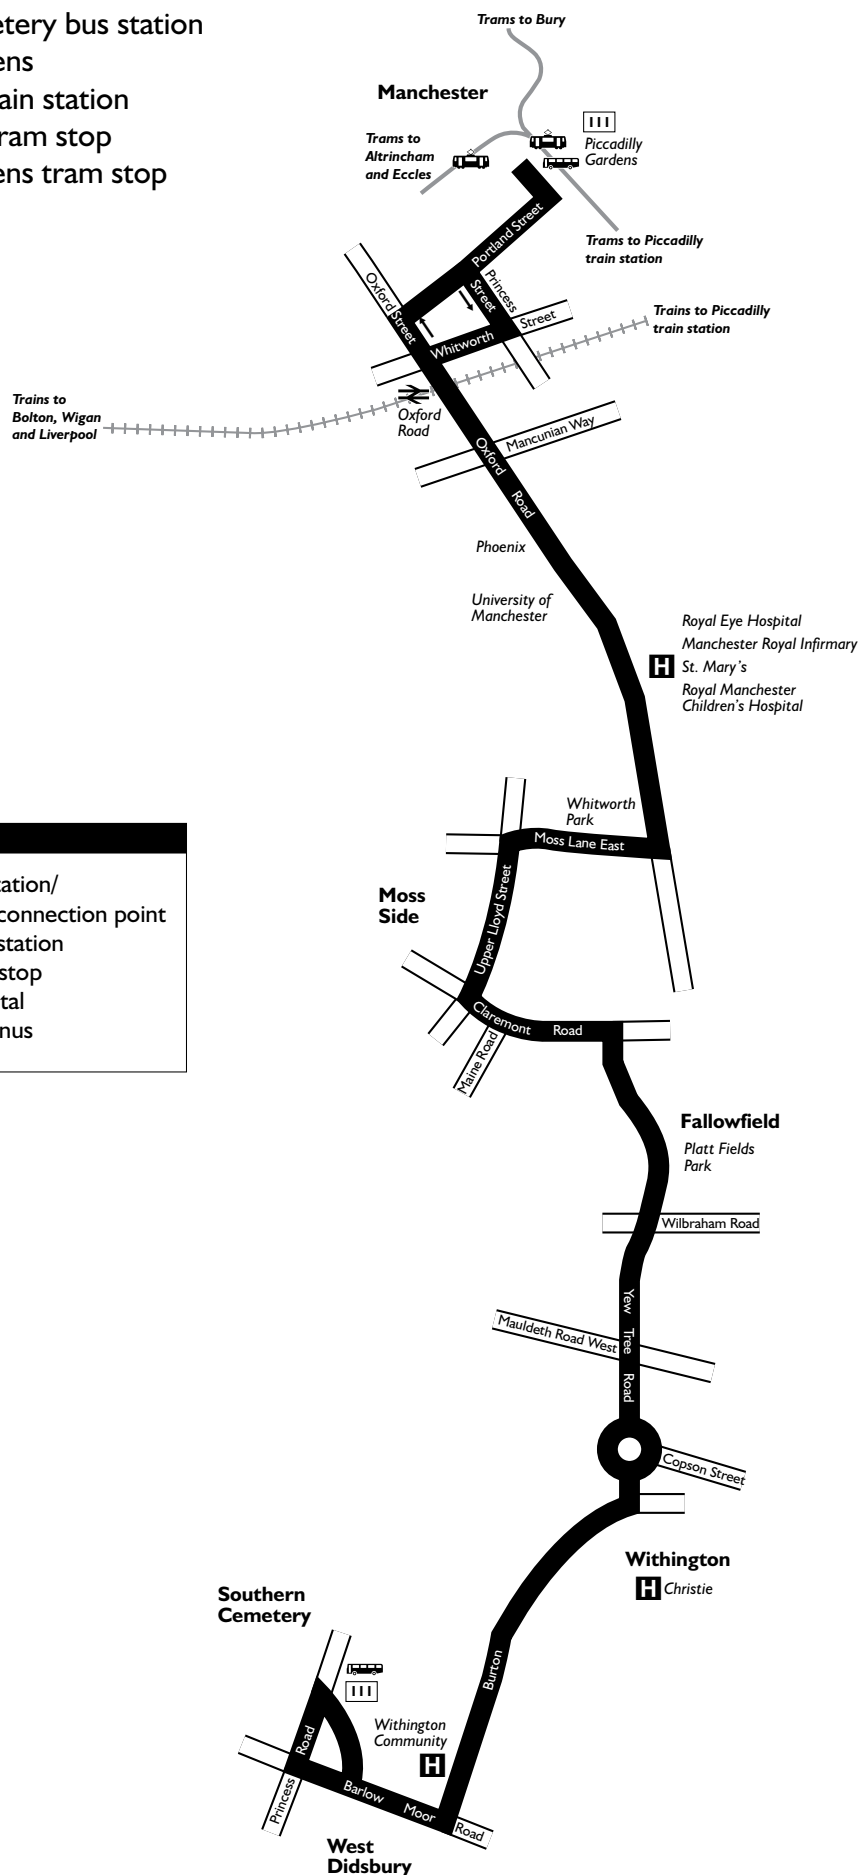 etery bus station
ens
ain station
ram stop
ens tram stop
Trams to Bury
Manchester
111
Piccadilly
Gardens
Trams to
Altrincham
and Eccles
Portland Street
Trams to Piccadilly
train station
Oxford Street
Princess
Street
Whitworth
Street
Trains to Piccadilly
train station
Trains to
Bolton, Wigan
and Liverpool
Oxford
Road
Mancunian Way
Oxford
Road
Phoenix
University of
Manchester
Royal Eye Hospital
Manchester Royal Infirmary
H
St. Mary's
Royal Manchester
Children's Hospital
Whitworth
Park
Moss Lane East
tation/
connection point
station
stop
tal
nus
Moss
Side
Upper Lloyd Street
Claremont Road
Maine Road
Fallowfield
Platt Fields
Park
Wilbraham Road
Yew Tree Road
Mauldeth Road West
Copson Street
Withington
H Christie
Southern
Cemetery
111
Burton
Withington
Community
H
Road
Princess
Barlow Moor
Road
West
Didsbury